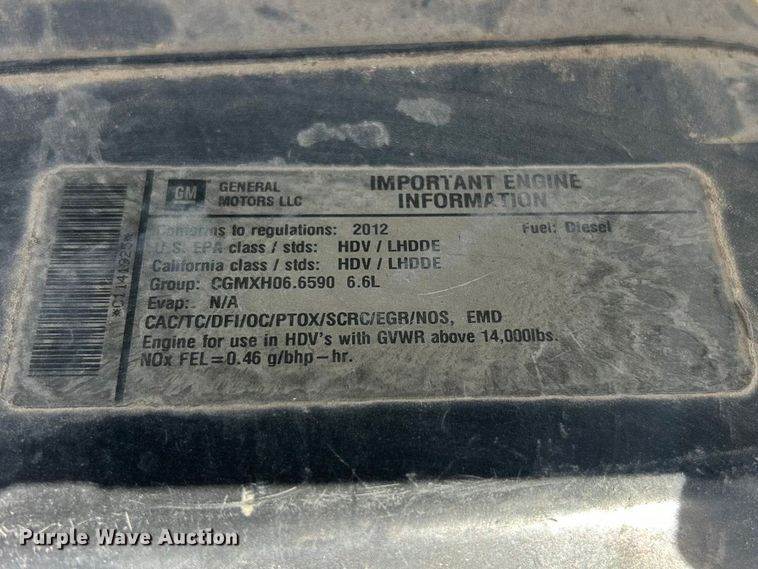 GM GENERAL MOTORS LLC
IMPORTANT ENGINE INFORMATION
Conforms to regulations: 2012 Fuel: Diesel
U.S. EPA class / stds: HDV / LHDDE
California class / stds: HDV / LHDDE
Group: CGMXH06.6590 6.6L
Evap: N/A
CAC/TC/DFI/OC/PTOX/SCRC/EGR/NOS, EMD
Engine for use in HDV's with GVWR above 14,000lbs.
NOx FEL=0.46 g/bhp-hr.
Purple Wave Auction